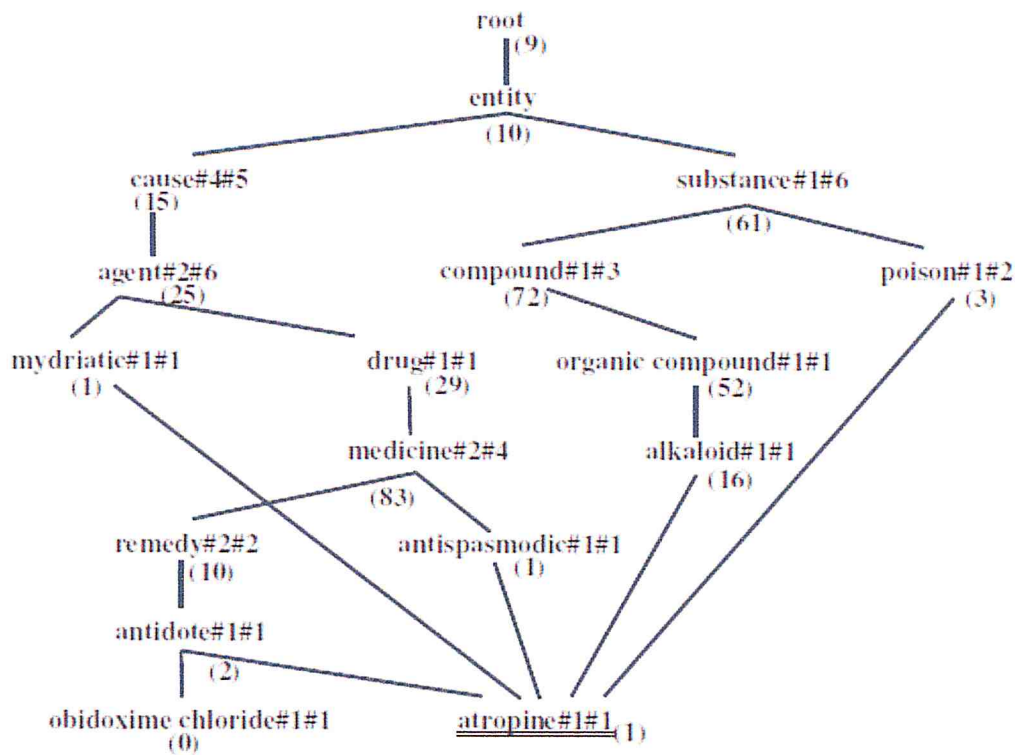 root
(9)
entity
(10)
cause#4#5 substance#1#6
(15) (61)
agent#2#6 compound#1#3 poison#1#2
(25) (72) (3)
mydriatic#1#1 drug#1#1 organic compound#1#1
(1) (29) (52)
medicine#2#4 alkaloid#1#1
(83) (16)
remedy#2#2 antispasmodic#1#1
(10) (1)
antidote#1#1
(2)
obidoxime chloride#1#1 atropine#1#1 (1)
(0)